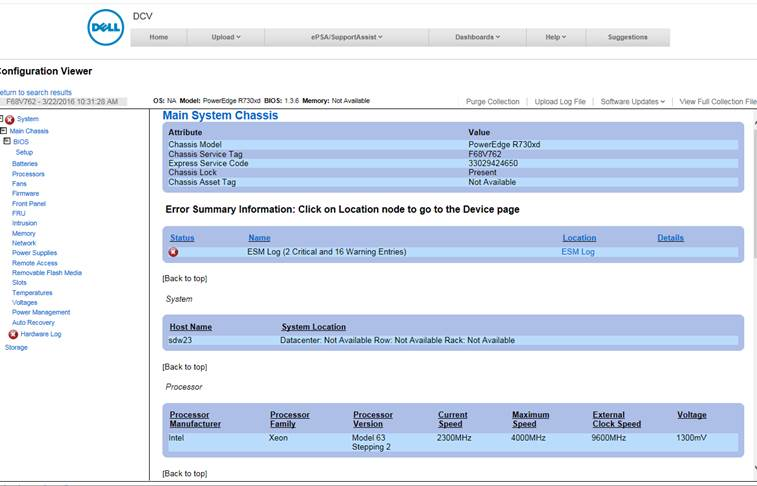 DELL
DCV
Home Upload ePSA/SupportAssist Dashboards Help Suggestions
onfiguration Viewer
eturn to search results
F68V762 - 3/22/2016 10:31:28 AM
OS: NA Model: PowerEdge R730xd BIOS: 1.3.6 Memory: Not Available
Purge Collection | Upload Log File | Software Updates | View Full Collection File
System
Main Chassis
BIOS
Setup
Batteries
Processors
Fans
Firmware
Front Panel
FRU
Intrusion
Memory
Network
Power Supplies
Remote Access
Removable Flash Media
Slots
Temperatures
Voltages
Power Management
Auto Recovery
Hardware Log
Storage
Main System Chassis
Attribute Value
Chassis Model PowerEdge R730xd
Chassis Service Tag F68V762
Express Service Code 33029424650
Chassis Lock Present
Chassis Asset Tag Not Available
Error Summary Information: Click on Location node to go to the Device page
Status Name Location Details
ESM Log (2 Critical and 16 Warning Entries) ESM Log
[Back to top]
System
Host Name System Location
sdw23 Datacenter: Not Available Row: Not Available Rack: Not Available
[Back to top]
Processor
Processor Manufacturer Processor Family Processor Version Current Speed Maximum Speed External Clock Speed Voltage
Intel Xeon Model 63 Stepping 2 2300MHz 4000MHz 9600MHz 1300mV
[Back to top]